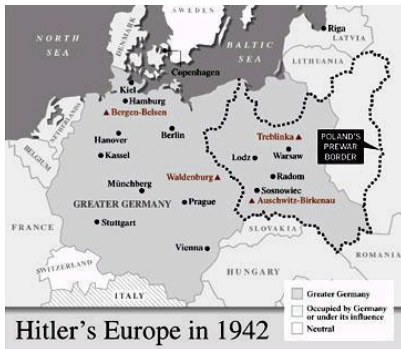 SWEDEN
NORTH
SEA
DENMARK
BALTIC
SEA
Riga
LATVIA
LITHUANIA
Copenhagen
Kiel
Hamburg
Bergen-Belsen
NETHERLANDS
Hanover
Berlin
Treblinka
POLAND'S
PREWAR
BORDER
BELGIUM
Kassel
Lodz
Warsaw
Waldenburg
Radom
Münchberg
Sosnowiec
GREATER GERMANY
Prague
Auschwitz-Birkenau
Stuttgart
FRANCE
SLOVAKIA
Vienna
ROMANIA
SWITZERLAND
HUNGARY
ITALY
Greater Germany
Occupied by Germany
or under its influence
Neutral
Hitler's Europe in 1942